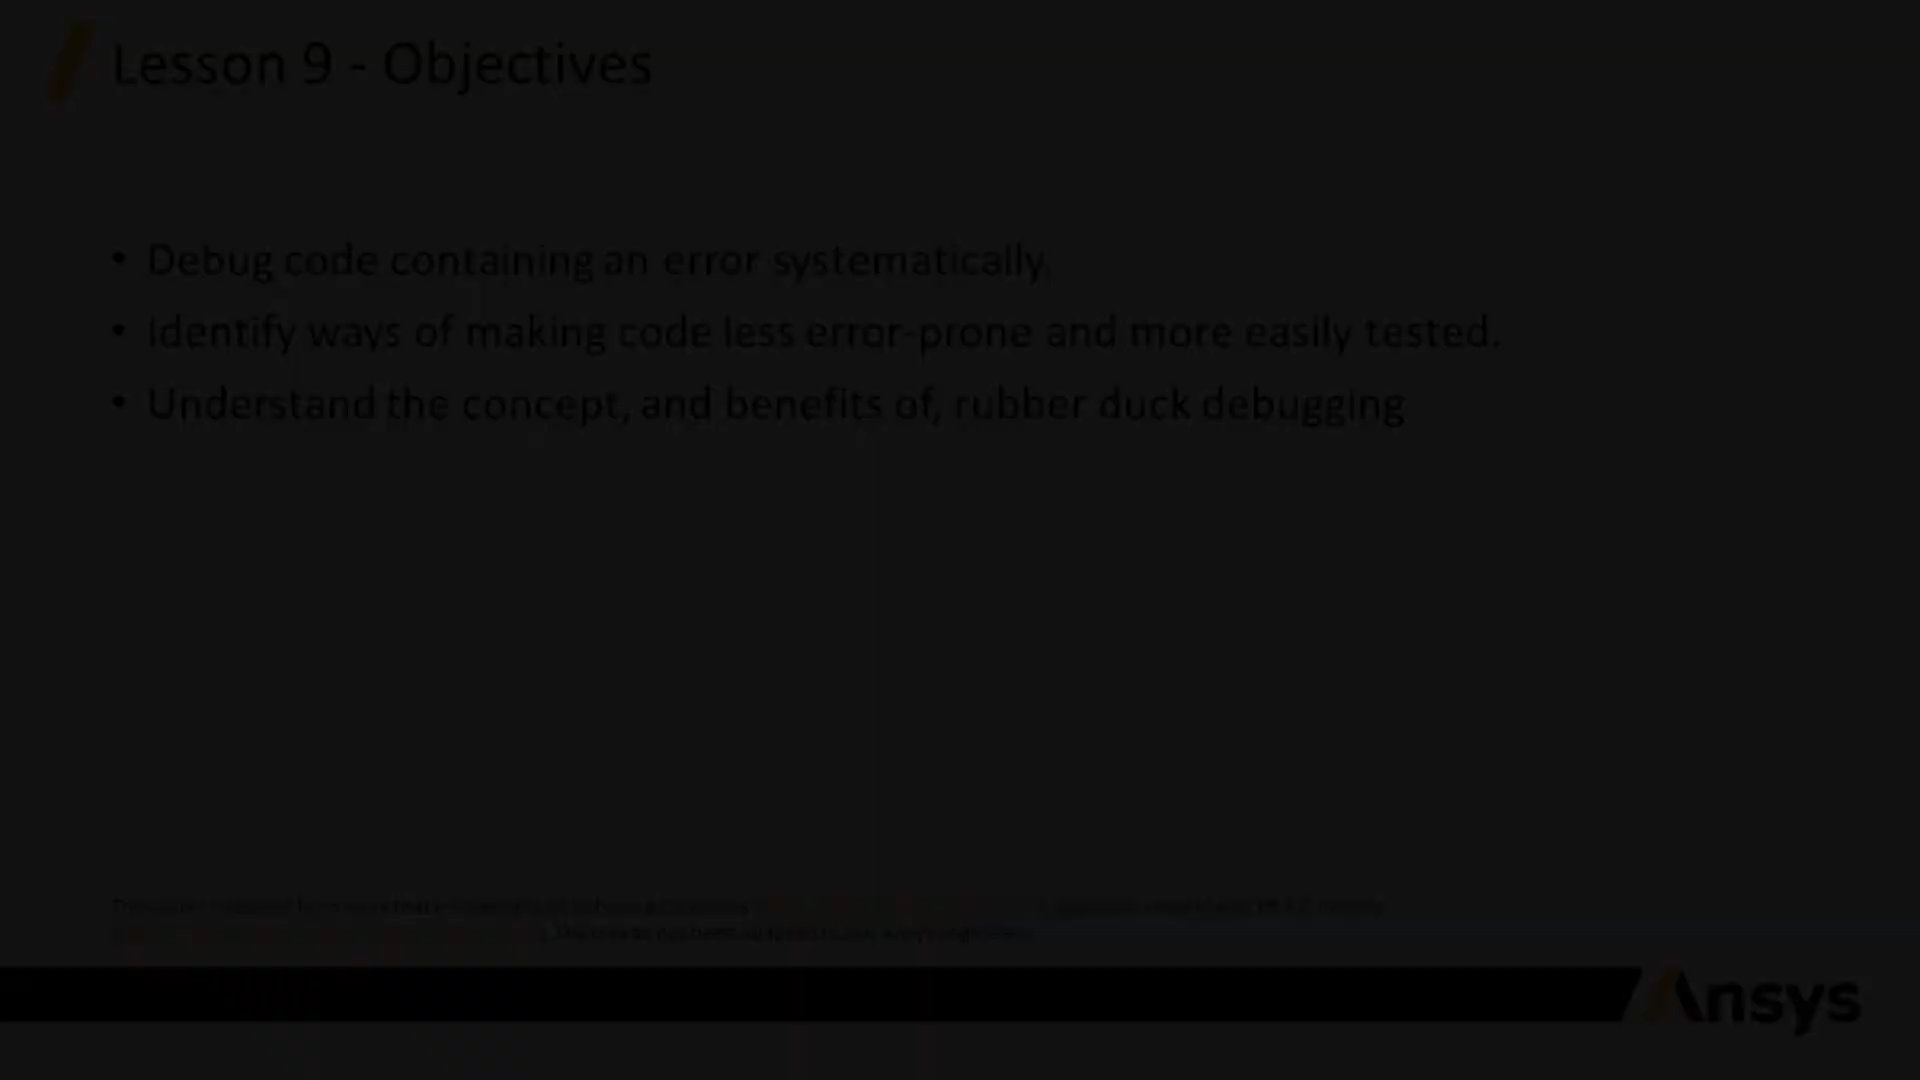 Lesson 9 - Objectives
• Debug code containing an error systematically.
• Identify ways of making code less error-prone and more easily tested.
• Understand the concept, and benefits of, rubber duck debugging
Ansys